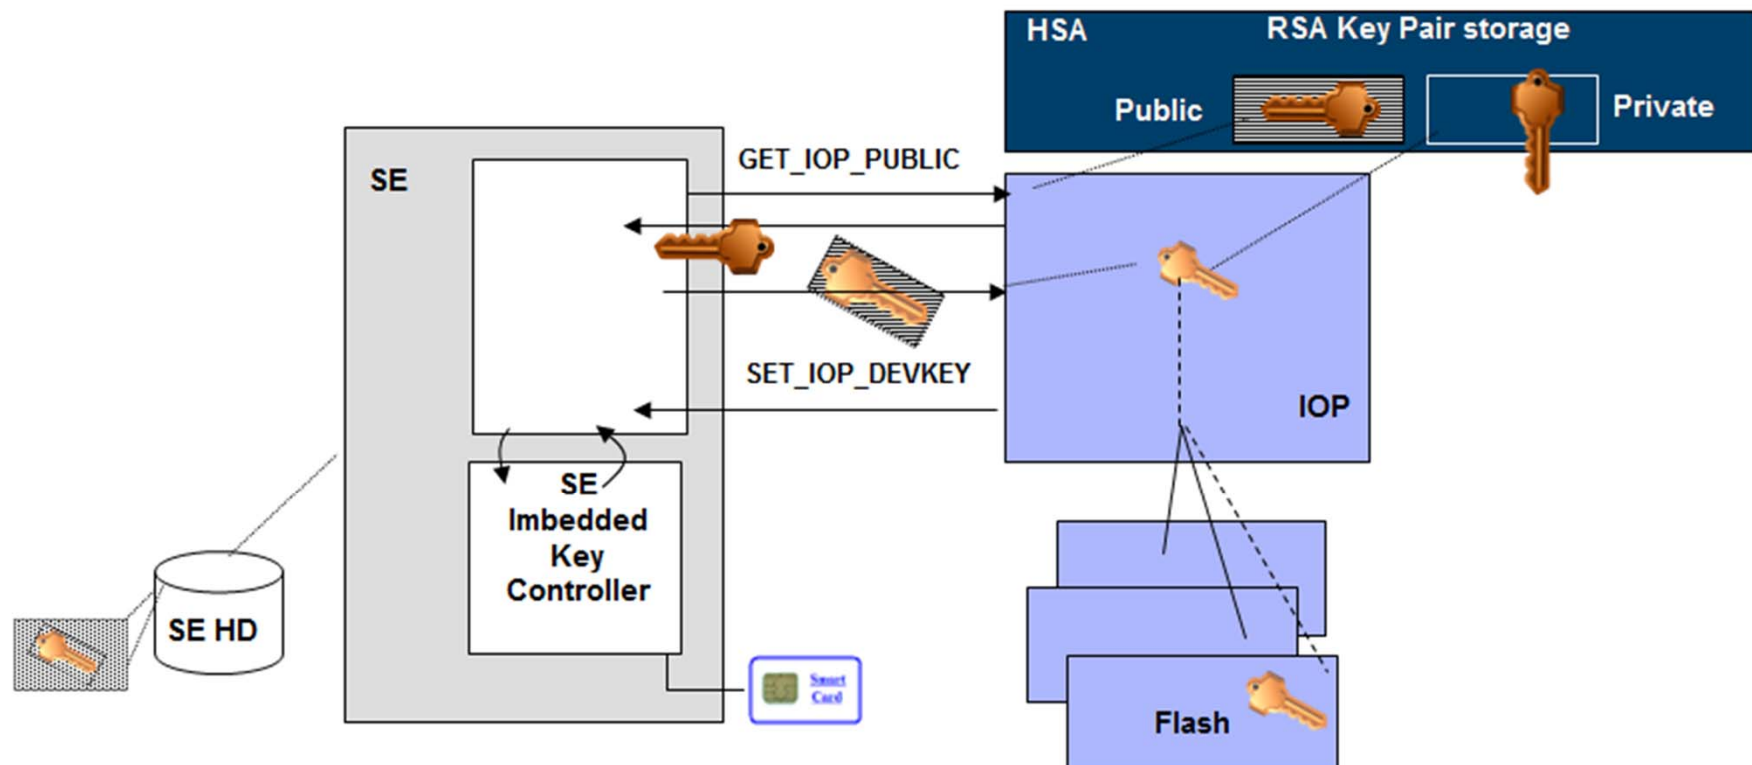 HSA
RSA Key Pair storage
Public
Private
SE
GET_IOP_PUBLIC
SET_IOP_DEVKEY
IOP
SE
Imbedded
Key
Controller
SE HD
Smart
Card
Flash